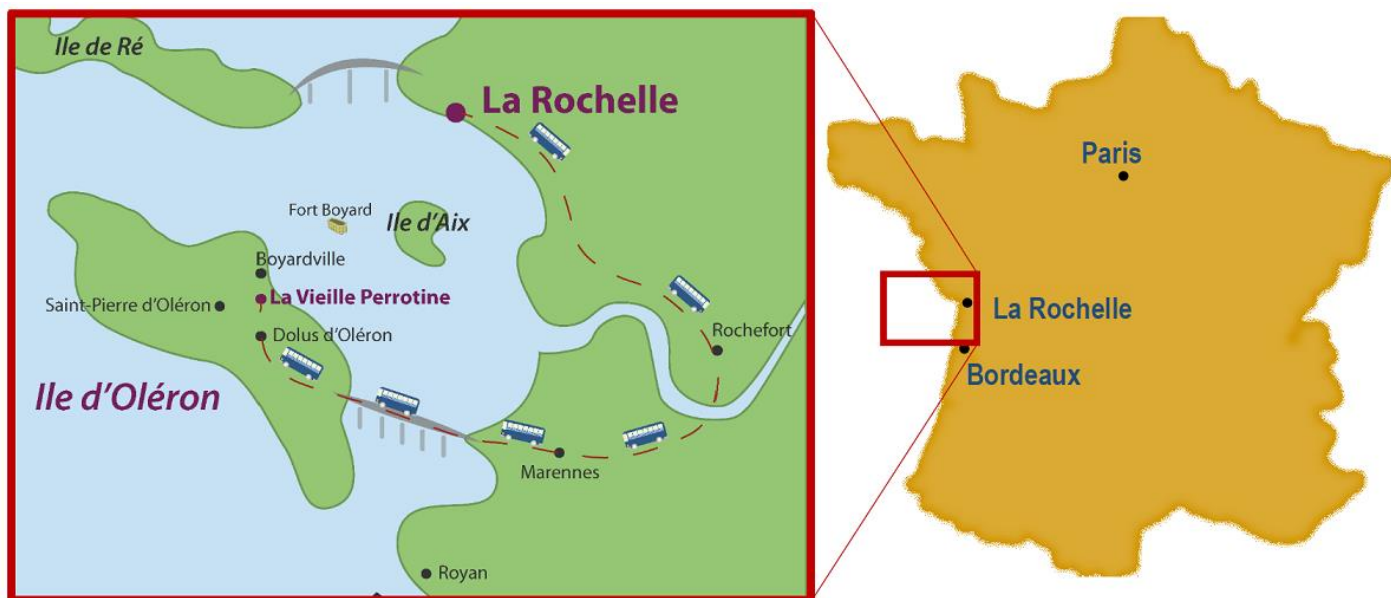 Ile de Ré
La Rochelle
Fort Boyard
Ile d'Aix
Boyardville
La Vieille Perrotine
Saint-Pierre d'Oléron
Dolus d'Oléron
Rochefort
Ile d'Oléron
Marennes
Royan
Paris
La Rochelle
Bordeaux